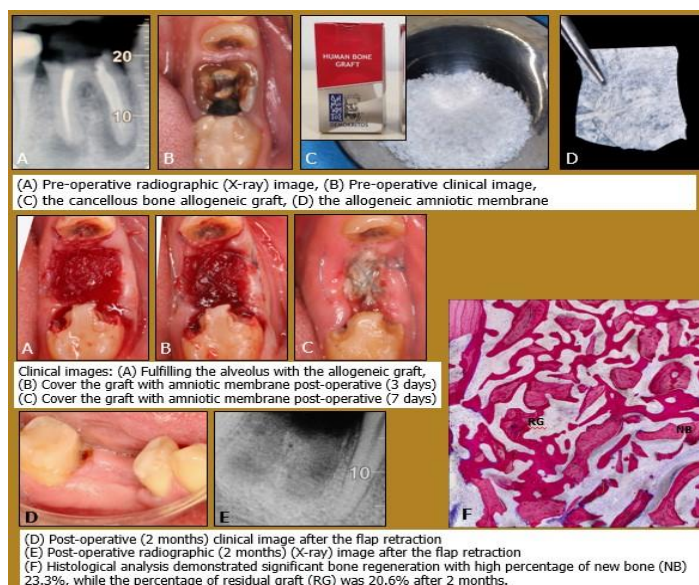 20
10
A
B
HUMAN BONE
GRAFT
C
D
(A) Pre-operative radiographic (X-ray) image, (B) Pre-operative clinical image,
(C) the cancellous bone allogeneic graft, (D) the allogeneic amniotic membrane
A
B
C
Clinical images: (A) Fulfilling the alveolus with the allogeneic graft,
(B) Cover the graft with amniotic membrane post-operative (3 days)
(C) Cover the graft with amniotic membrane post-operative (7 days)
RG
NB
10
D
E
F
(D) Post-operative (2 months) clinical image after the flap retraction
(E) Post-operative radiographic (2 months) (X-ray) image after the flap retraction
(F) Histological analysis demonstrated significant bone regeneration with high percentage of new bone (NB)
23.3%, while the percentage of residual graft (RG) was 20.6% after 2 months.